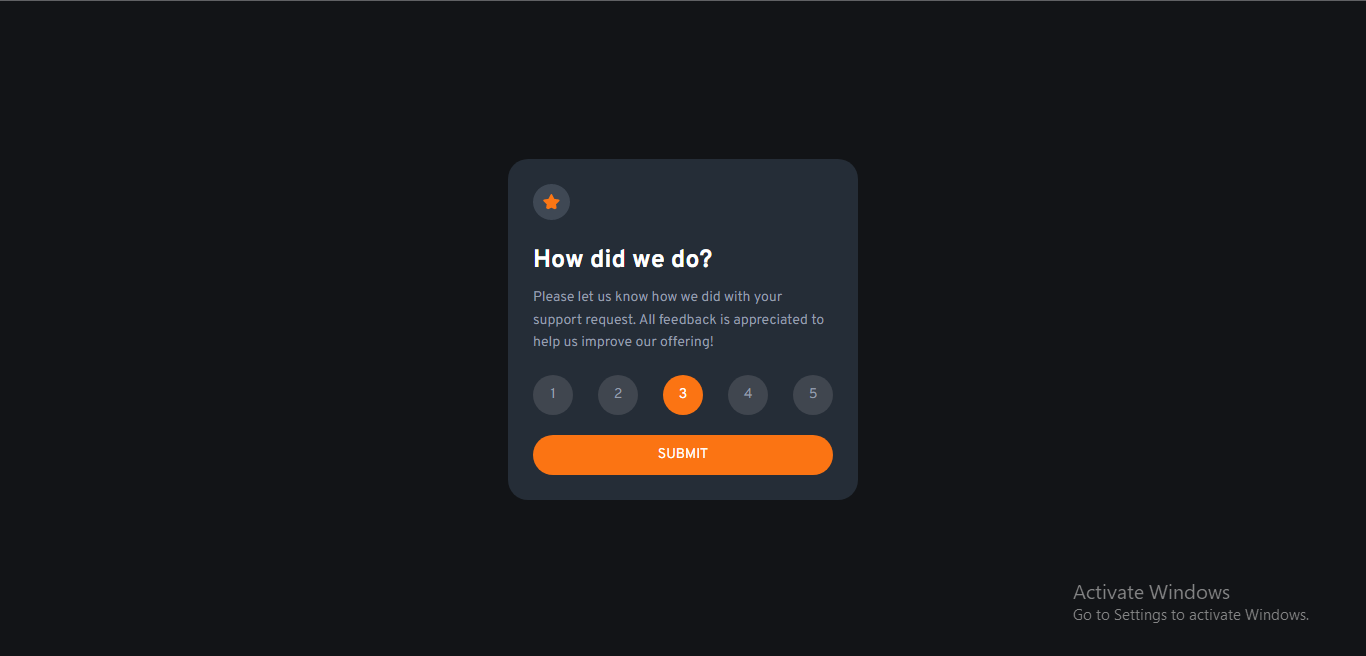 How did we do?
Please let us know how we did with your
support request. All feedback is appreciated to
help us improve our offering!
1 2 3 4 5
SUBMIT
Activate Windows
Go to Settings to activate Windows.